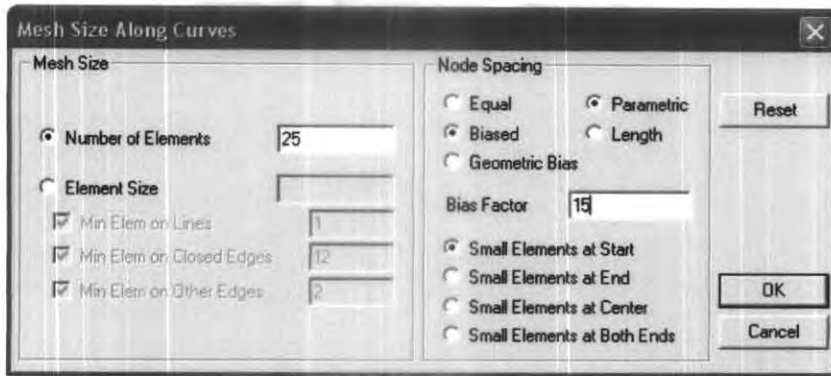 Mesh Size Along Curves
Mesh Size
Number of Elements 25
Element Size
Min Elem on Lines 1
Min Elem on Closed Edges 12
Min Elem on Other Edges 2
Node Spacing
Equal Parametric
Biased Length
Geometric Bias
Bias Factor 15
Small Elements at Start
Small Elements at End
Small Elements at Center
Small Elements at Both Ends
Reset
OK
Cancel